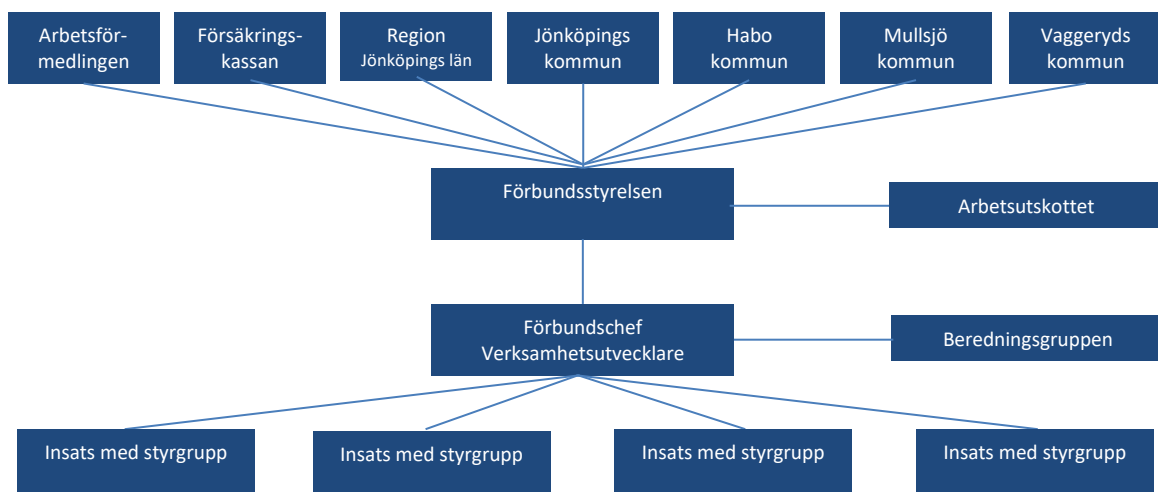 Arbetsför-
medlingen
Försäkrings-
kassan
Region
Jönköpings län
Jönköpings
kommun
Habo
kommun
Mullsjö
kommun
Vaggeryds
kommun
Förbundsstyrelsen
Arbetsutskottet
Förbundschef
Verksamhetsutvecklare
Beredningsgruppen
Insats med styrgrupp
Insats med styrgrupp
Insats med styrgrupp
Insats med styrgrupp